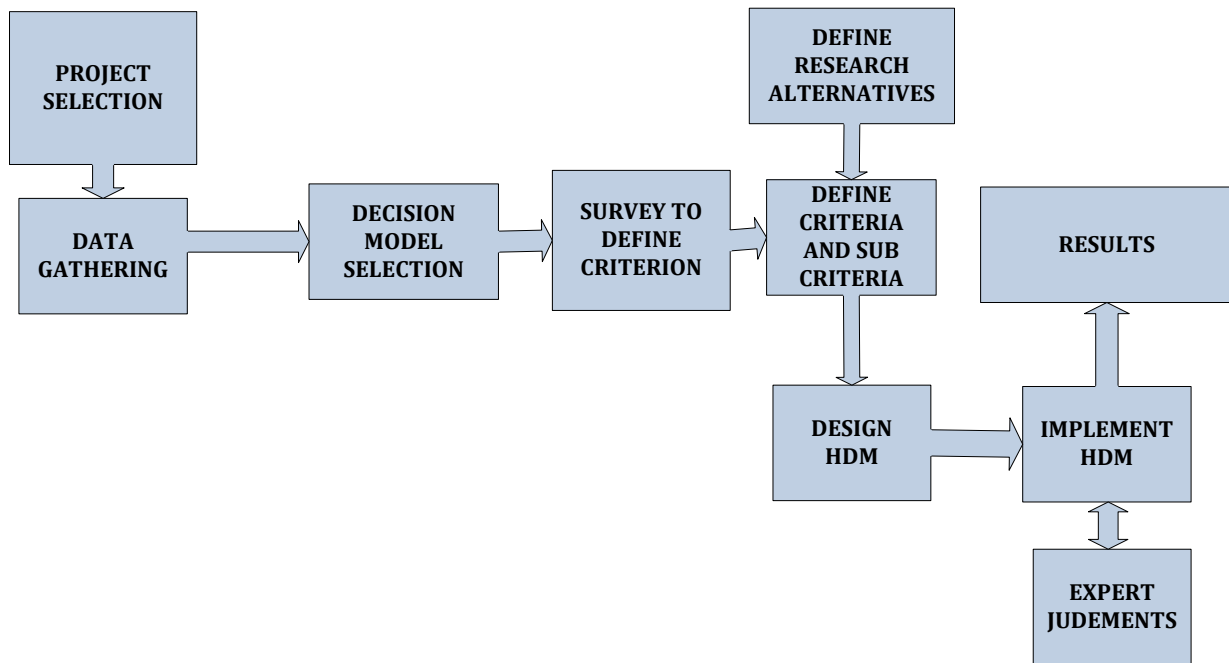 PROJECT
SELECTION
DATA
GATHERING
DECISION
MODEL
SELECTION
SURVEY TO
DEFINE
CRITERION
DEFINE
RESEARCH
ALTERNATIVES
DEFINE
CRITERIA
AND SUB
CRITERIA
DESIGN
HDM
IMPLEMENT
HDM
RESULTS
EXPERT
JUDEMENTS